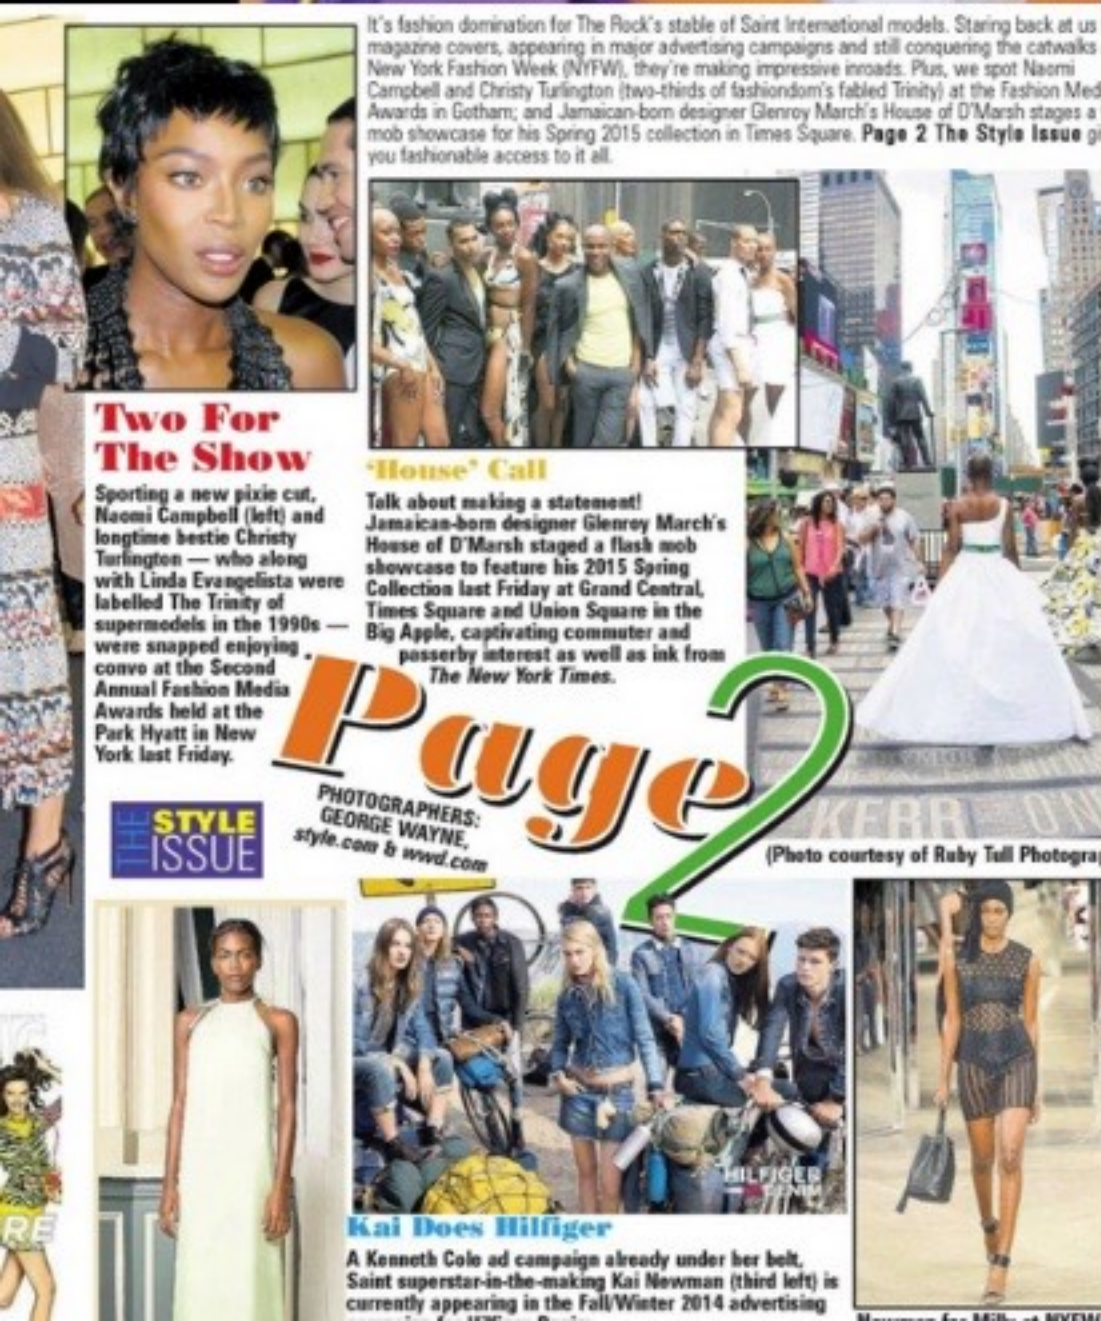 It's fashion domination for The Rock's stable of Saint International models. Staring back at us
magazine covers, appearing in major advertising campaigns and still conquering the catwalks
New York Fashion Week (NYFW), they're making impressive inroads. Plus, we spot Naomi
Campbell and Christy Turlington (two-thirds of fashiondom's fabled Trinity) at the Fashion Med
Awards in Gotham; and Jamaican-born designer Glenroy March's House of D'Marsh stages a
mob showcase for his Spring 2015 collection in Times Square. Page 2 The Style Issue gi
you fashionable access to it all.
Two For
The Show
Sporting a new pixie cut,
Naomi Campbell (left) and
longtime bestie Christy
Turlington — who along
with Linda Evangelista were
labelled The Trinity of
supermodels in the 1990s —
were snapped enjoying
convo at the Second
Annual Fashion Media
Awards held at the
Park Hyatt in New
York last Friday.
'House' Call
Talk about making a statement!
Jamaican-born designer Glenroy March's
House of D'Marsh staged a flash mob
showcase to feature his 2015 Spring
Collection last Friday at Grand Central,
Times Square and Union Square in the
Big Apple, captivating commuter and
passerby interest as well as ink from
The New York Times.
Page 2
PHOTOGRAPHERS:
GEORGE WAYNE,
style.com & wwd.com
THE STYLE
ISSUE
KERR ON
(Photo courtesy of Ruby Tull Photogra
HILFIGER
DENIM
RE
Kai Does Hilfiger
A Kenneth Cole ad campaign already under her belt,
Saint superstar-in-the-making Kai Newman (third left) is
currently appearing in the Fall/Winter 2014 advertising
Newman for Milly at NYFW